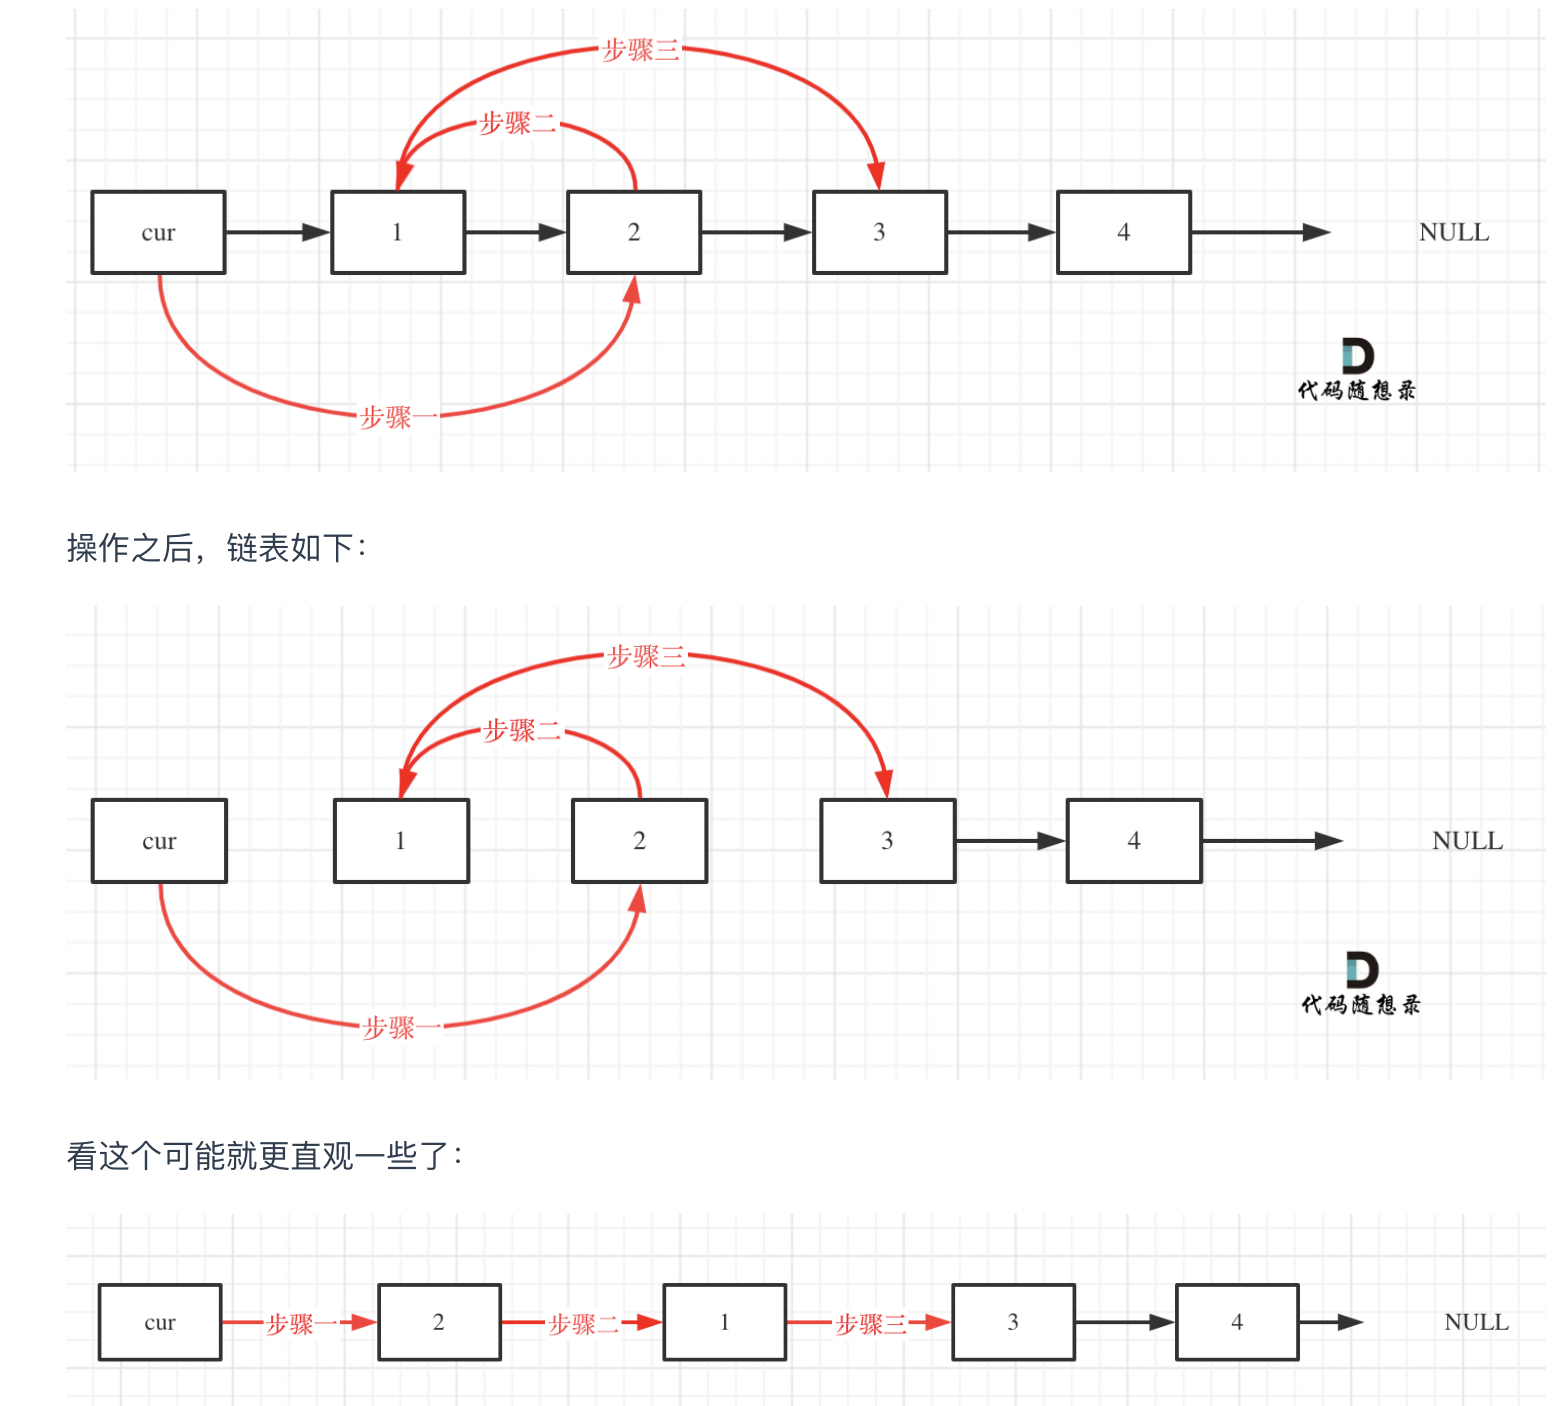 步骤三
步骤二
cur 1 2 3 4 NULL
步骤一
代码随想录
操作之后，链表如下：
步骤三
步骤二
cur 1 2 3 4 NULL
步骤一
代码随想录
看这个可能就更直观一些了：
cur 步骤一 2 步骤二 1 步骤三 3 4 NULL